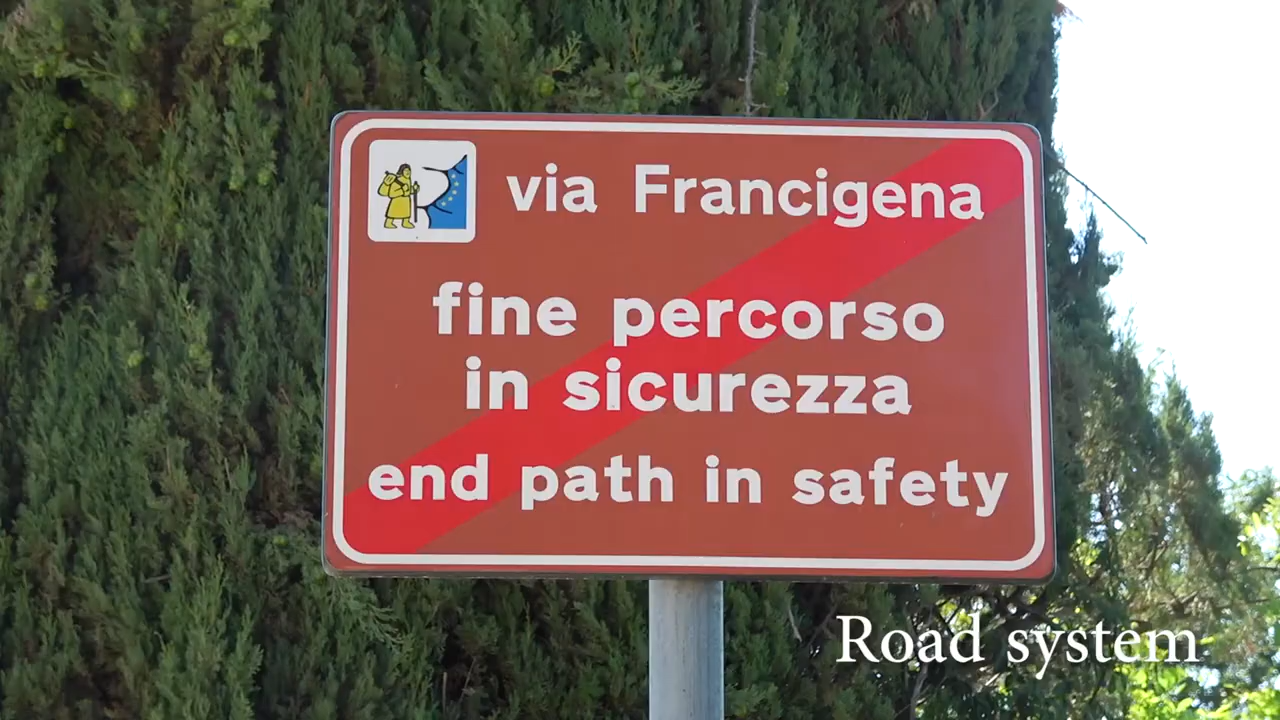 via Francigena
fine percorso
in sicurezza
end path in safety
Road system